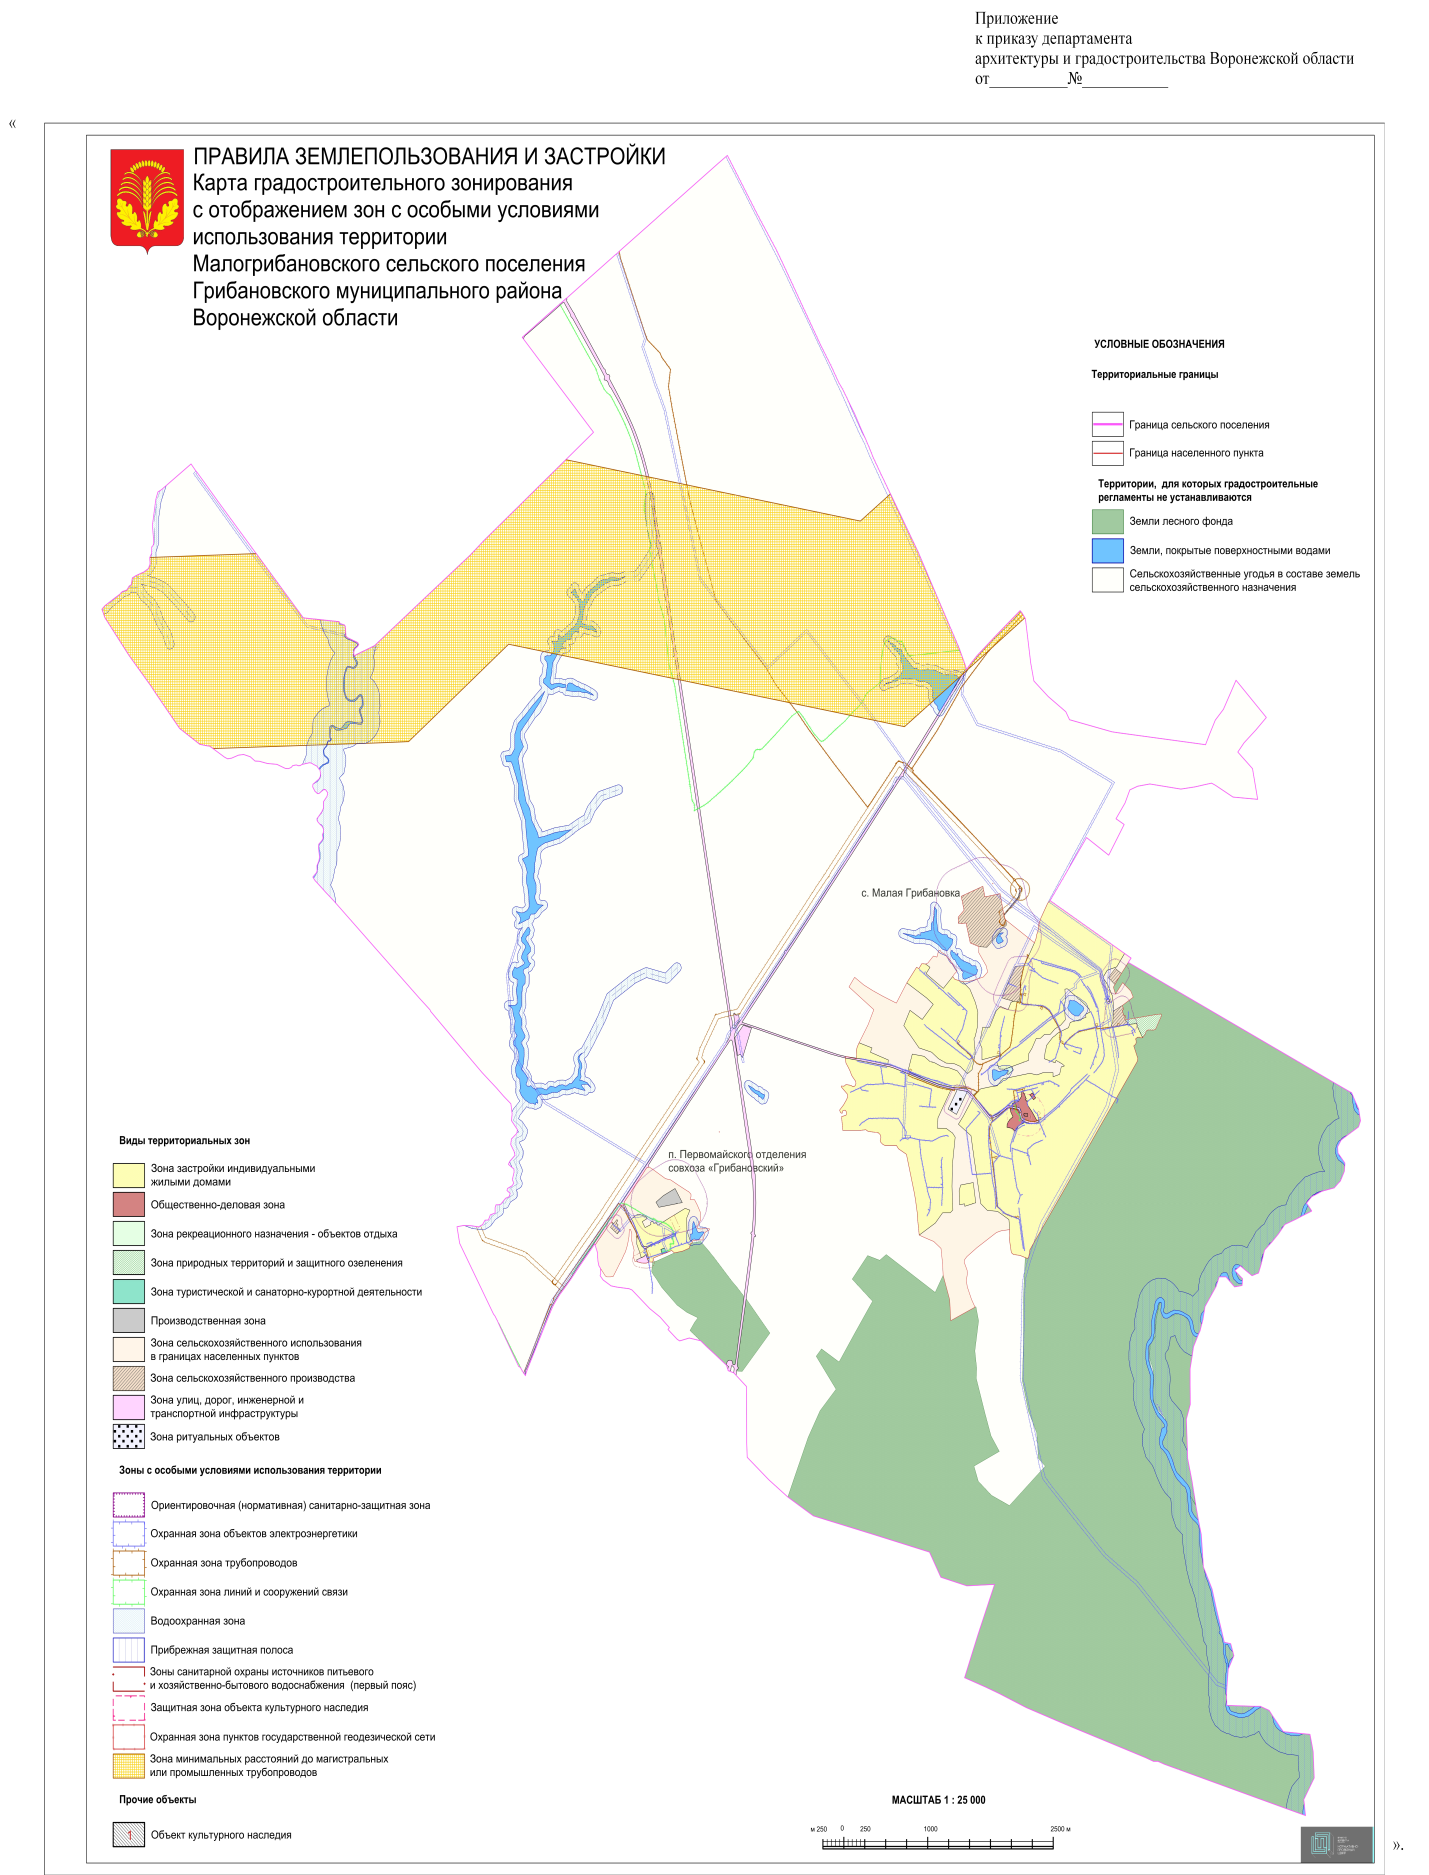 Приложение
к приказу департамента
архитектуры и градостроительства Воронежской области
от___________№____________
«
ПРАВИЛА ЗЕМЛЕПОЛЬЗОВАНИЯ И ЗАСТРОЙКИ
Карта градостроительного зонирования
с отображением зон с особыми условиями
использования территории
Малогрибановского сельского поселения
Грибановского муниципального района
Воронежской области
УСЛОВНЫЕ ОБОЗНАЧЕНИЯ
Территориальные границы
Граница сельского поселения
Граница населенного пункта
Территории, для которых градостроительные
регламенты не устанавливаются
Земли лесного фонда
Земли, покрытые поверхностными водами
Сельскохозяйственные угодья в составе земель
сельскохозяйственного назначения
с. Малая Грибановка
п. Первомайского отделения
совхоза «Грибановский»
Виды территориальных зон
Зона застройки индивидуальными
жилыми домами
Общественно-деловая зона
Зона рекреационного назначения - объектов отдыха
Зона природных территорий и защитного озеленения
Зона туристической и санаторно-курортной деятельности
Производственная зона
Зона сельскохозяйственного использования
в границах населенных пунктов
Зона сельскохозяйственного производства
Зона улиц, дорог, инженерной и
транспортной инфраструктуры
Зона ритуальных объектов
Зоны с особыми условиями использования территории
Ориентировочная (нормативная) санитарно-защитная зона
Охранная зона объектов электроэнергетики
Охранная зона трубопроводов
Охранная зона линий и сооружений связи
Водоохранная зона
Прибрежная защитная полоса
Зоны санитарной охраны источников питьевого
и хозяйственно-бытового водоснабжения (первый пояс)
Защитная зона объекта культурного наследия
Охранная зона пунктов государственной геодезической сети
Зона минимальных расстояний до магистральных
или промышленных трубопроводов
Прочие объекты
1
Объект культурного наследия
МАСШТАБ 1 : 25 000
м 250 0 250 1000 2500 м
».